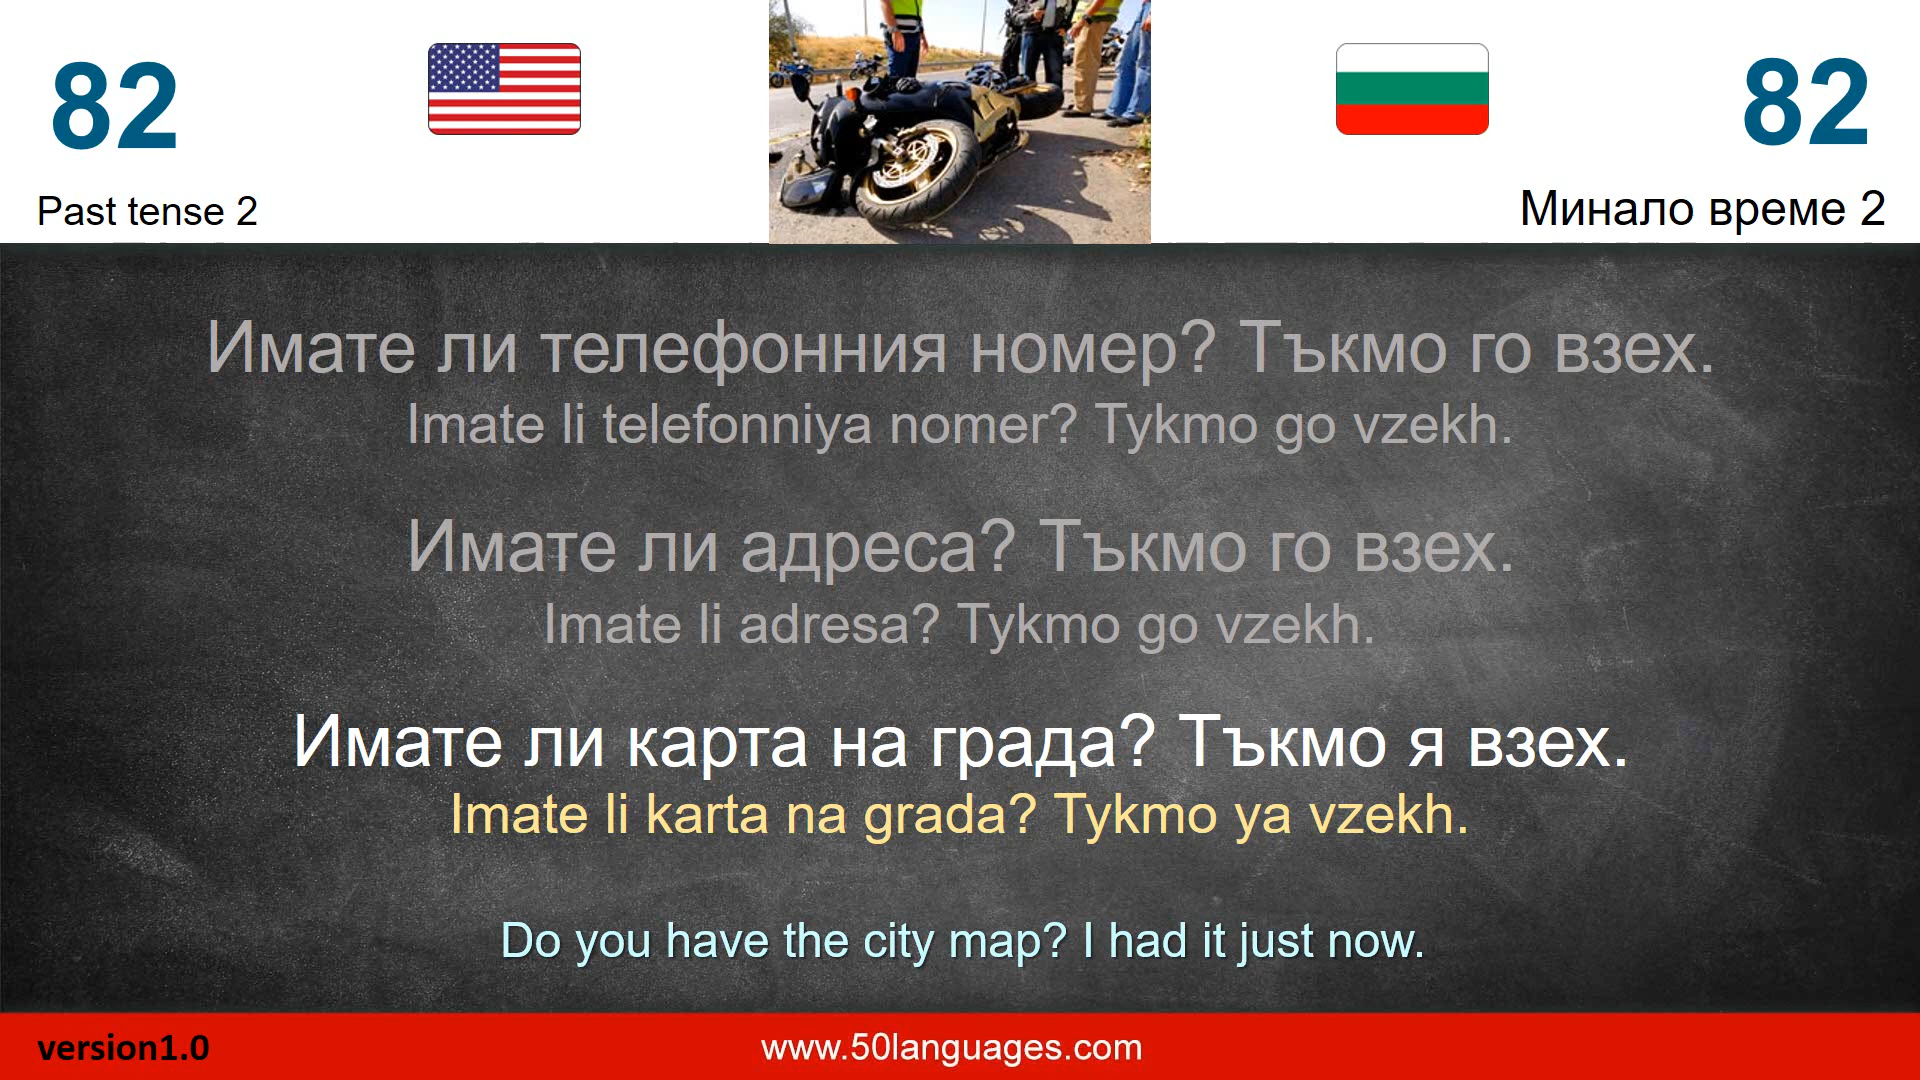 82
82
Past tense 2
Минало време 2
Имате ли телефонния номер? Тъкмо го взех.
Imate li telefonniya nomer? Tykmo go vzekh.
Имате ли адреса? Тъкмо го взех.
Imate li adresa? Tykmo go vzekh.
Имате ли карта на града? Тъкмо я взех.
Imate li karta na grada? Tykmo ya vzekh.
Do you have the city map? I had it just now.
version1.0
www.50languages.com